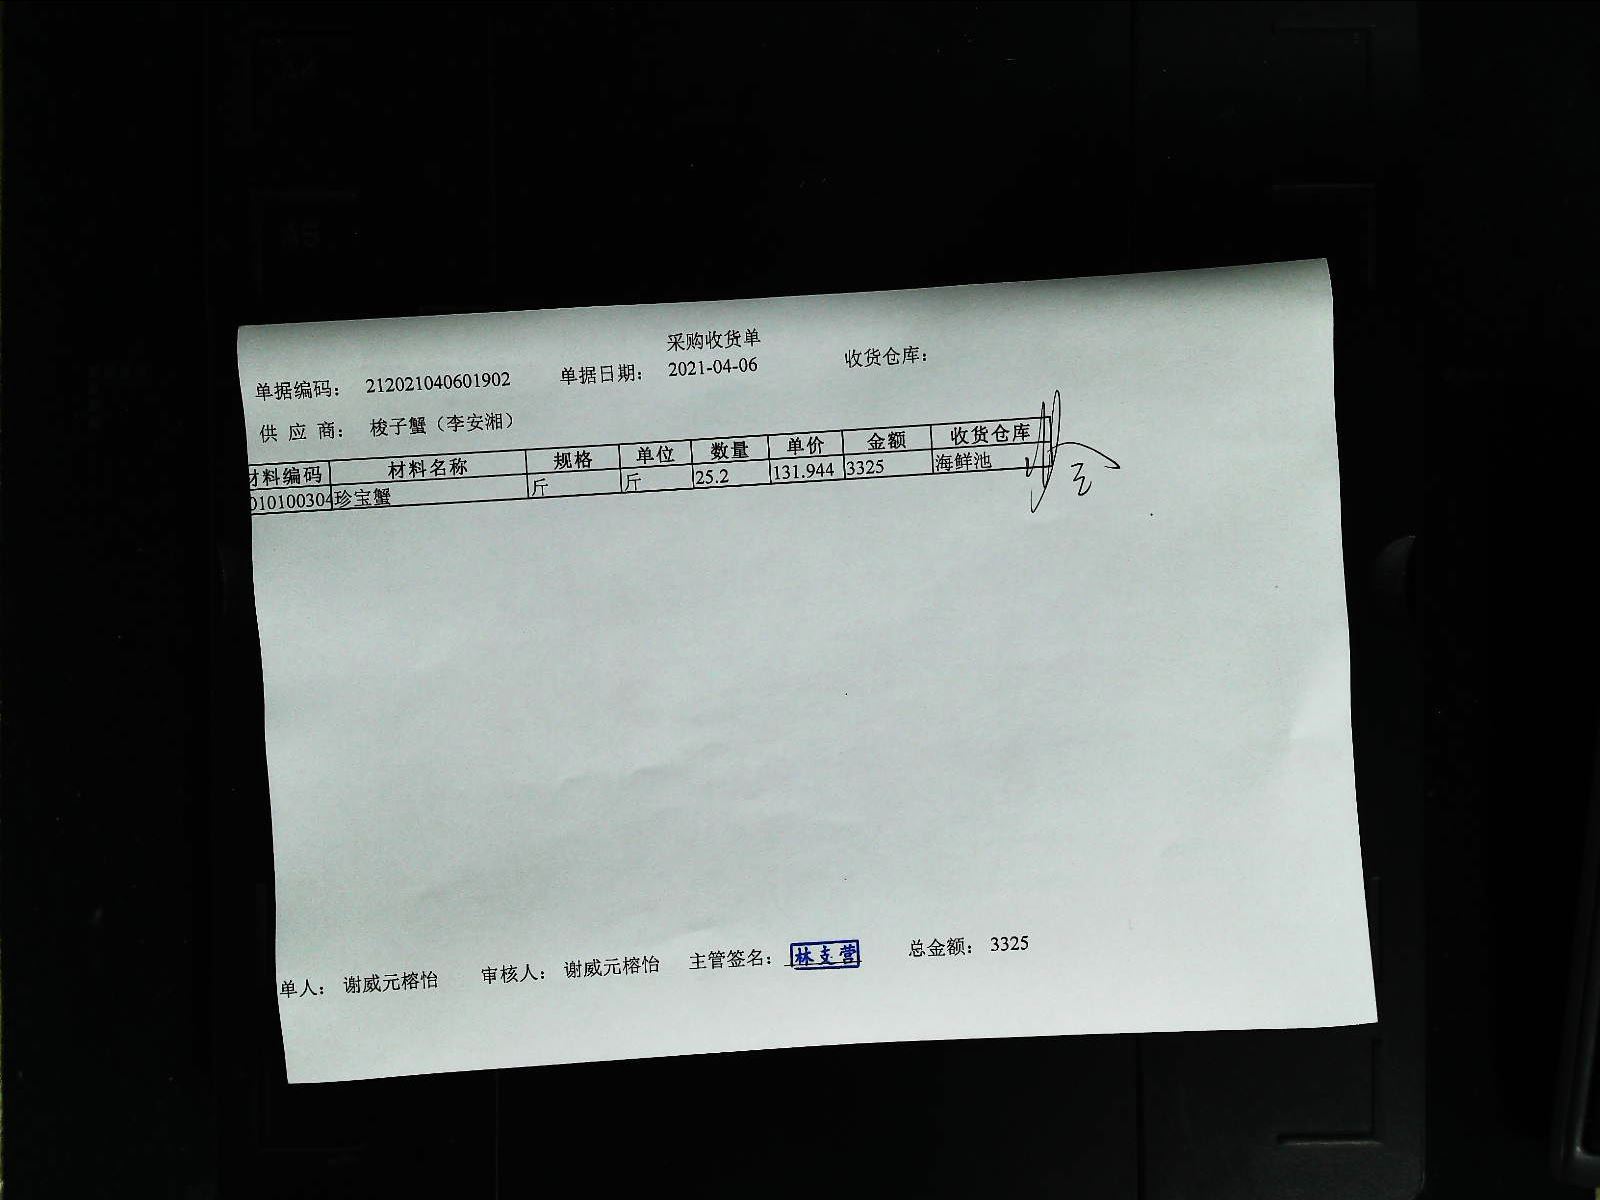 采购收货单
单据编码： 212021040601902 单据日期： 2021-04-06 收货仓库：
供 应 商： 梭子蟹（李安湘）
材料编码 材料名称 规格 单位 数量 单价 金额 收货仓库
010100304 珍宝蟹 斤 斤 25.2 131.944 3325 海鲜池
单人： 谢威元榕怡 审核人： 谢威元榕怡 主管签名： 林支营 总金额： 3325